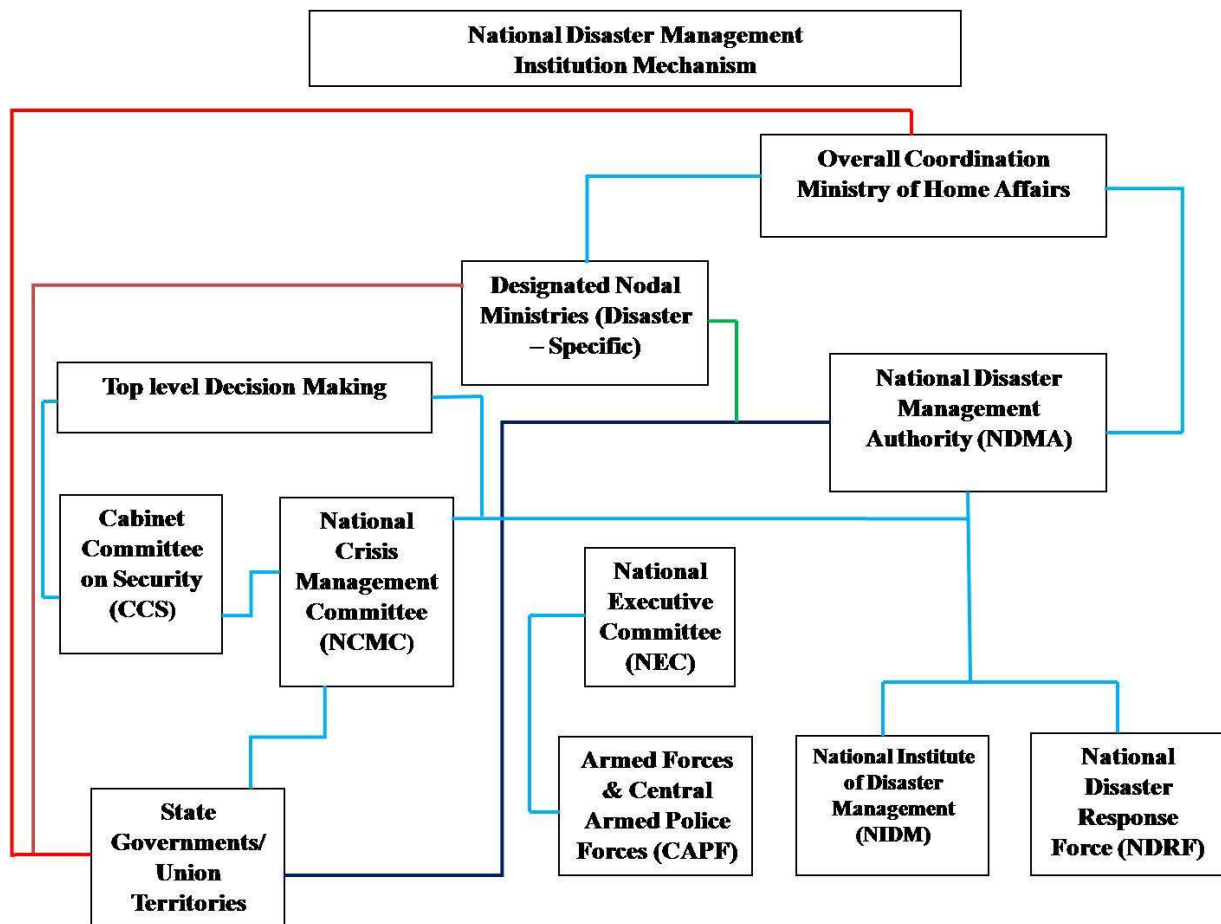 National Disaster Management
Institution Mechanism
Overall Coordination
Ministry of Home Affairs
Designated Nodal
Ministries (Disaster
– Specific)
Top level Decision Making
National Disaster
Management
Authority (NDMA)
Cabinet
Committee
on Security
(CCS)
National
Crisis
Management
Committee
(NCMC)
National
Executive
Committee
(NEC)
Armed Forces
& Central
Armed Police
Forces (CAPF)
National Institute
of Disaster
Management
(NIDM)
National
Disaster
Response
Force (NDRF)
State
Governments/
Union
Territories